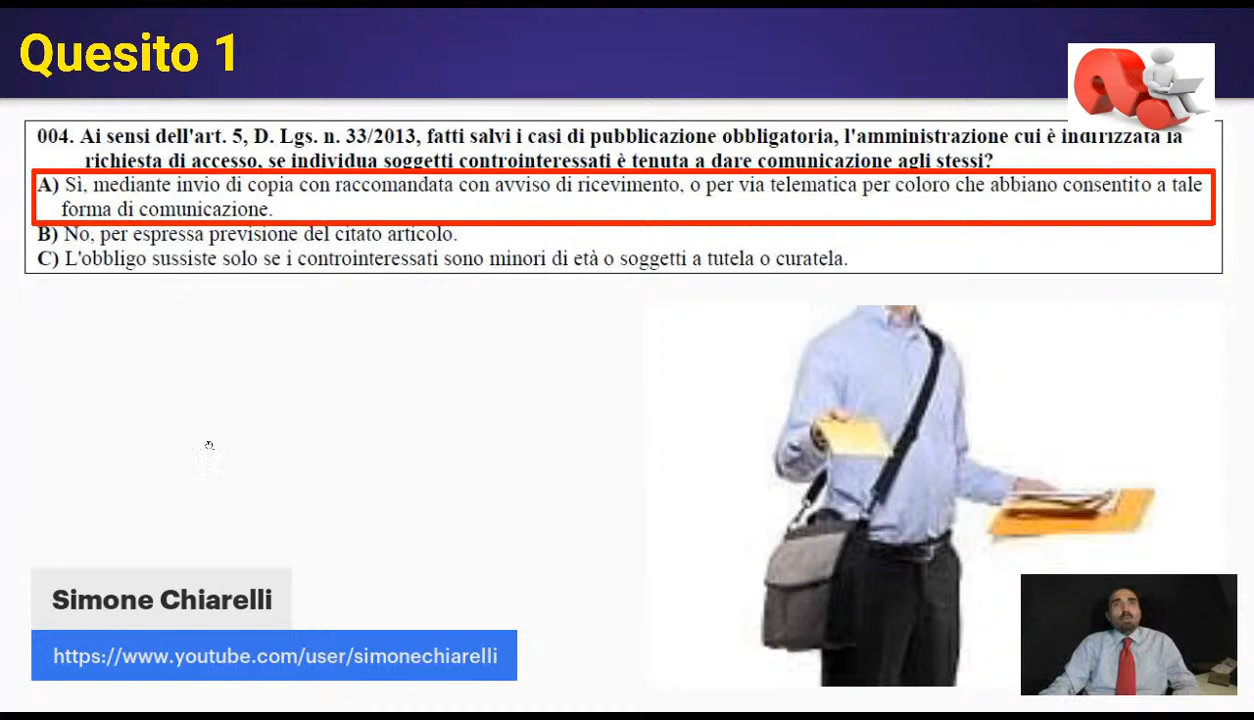 Quesito 1
004. Ai sensi dell'art. 5, D. Lgs. n. 33/2013, fatti salvi i casi di pubblicazione obbligatoria, l'amministrazione cui è indirizzata la
richiesta di accesso, se individua soggetti controinteressati è tenuta a dare comunicazione agli stessi?
A) Sì, mediante invio di copia con raccomandata con avviso di ricevimento, o per via telematica per coloro che abbiano consentito a tale
forma di comunicazione.
B) No, per espressa previsione del citato articolo.
C) L'obbligo sussiste solo se i controinteressati sono minori di età o soggetti a tutela o curatela.
Simone Chiarelli
https://www.youtube.com/user/simonechiarelli